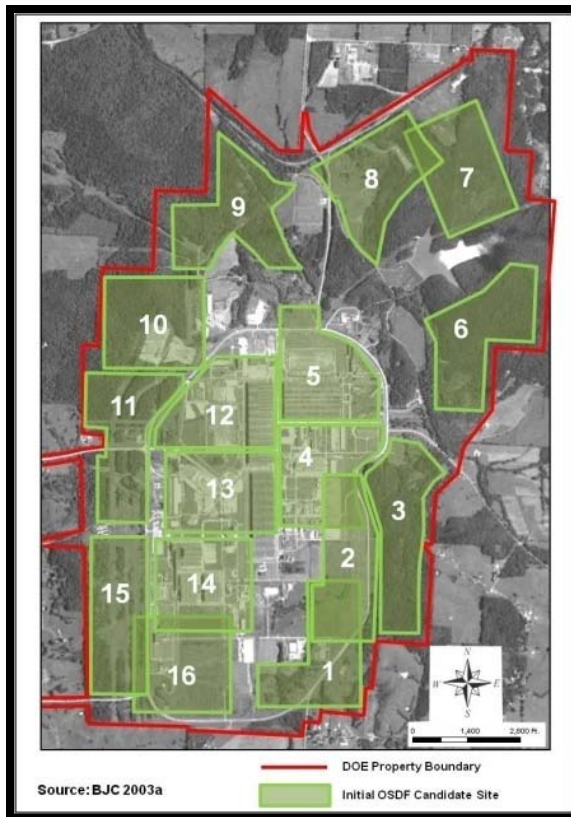 9
8
7
10
6
5
11
12
4
13
3
2
14
15
1
16
N
W E
S
0 1,400 2,800 Ft.
DOE Property Boundary
Source: BJC 2003a
Initial OSDF Candidate Site